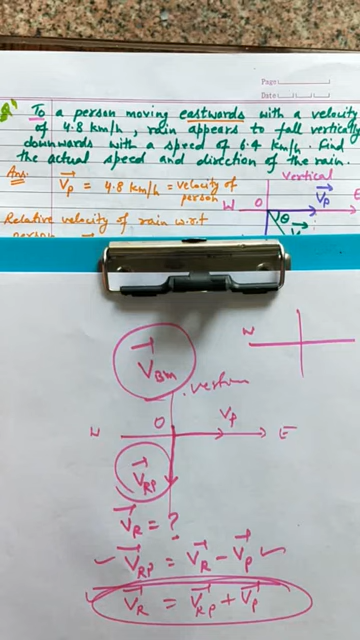 Page:
Date:
Q1 To a person moving eastwards with a velocity
of 4.8 km/h, rain appears to fall vertically
downwards with a speed of 6.4 km/h. Find
the actual speed and direction of the rain.
Ans. Vp = 4.8 km/h = velocity of
person
Vertical
W O Vp E
θ
Relative velocity of rain w.r.t
person
VBm
W
W O Vp E
VRp
VR = ?
VRp = VR - Vp
VR = VRp + Vp